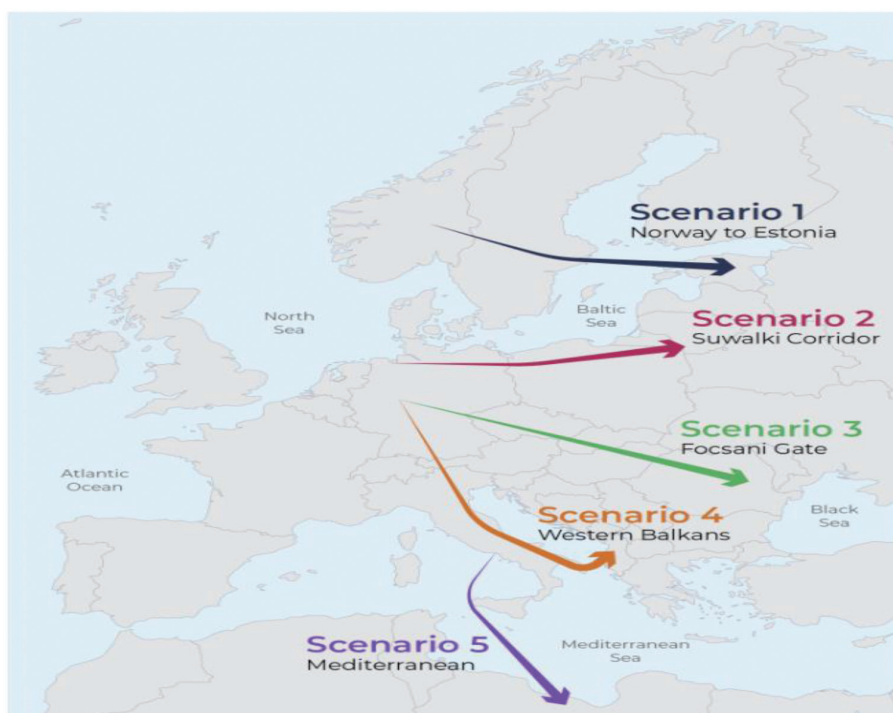 Scenario 1
Norway to Estonia
North
Sea
Baltic
Sea
Scenario 2
Suwalki Corridor
Scenario 3
Focsani Gate
Atlantic
Ocean
Scenario 4
Western Balkans
Black
Sea
Scenario 5
Mediterranean
Mediterranean
Sea